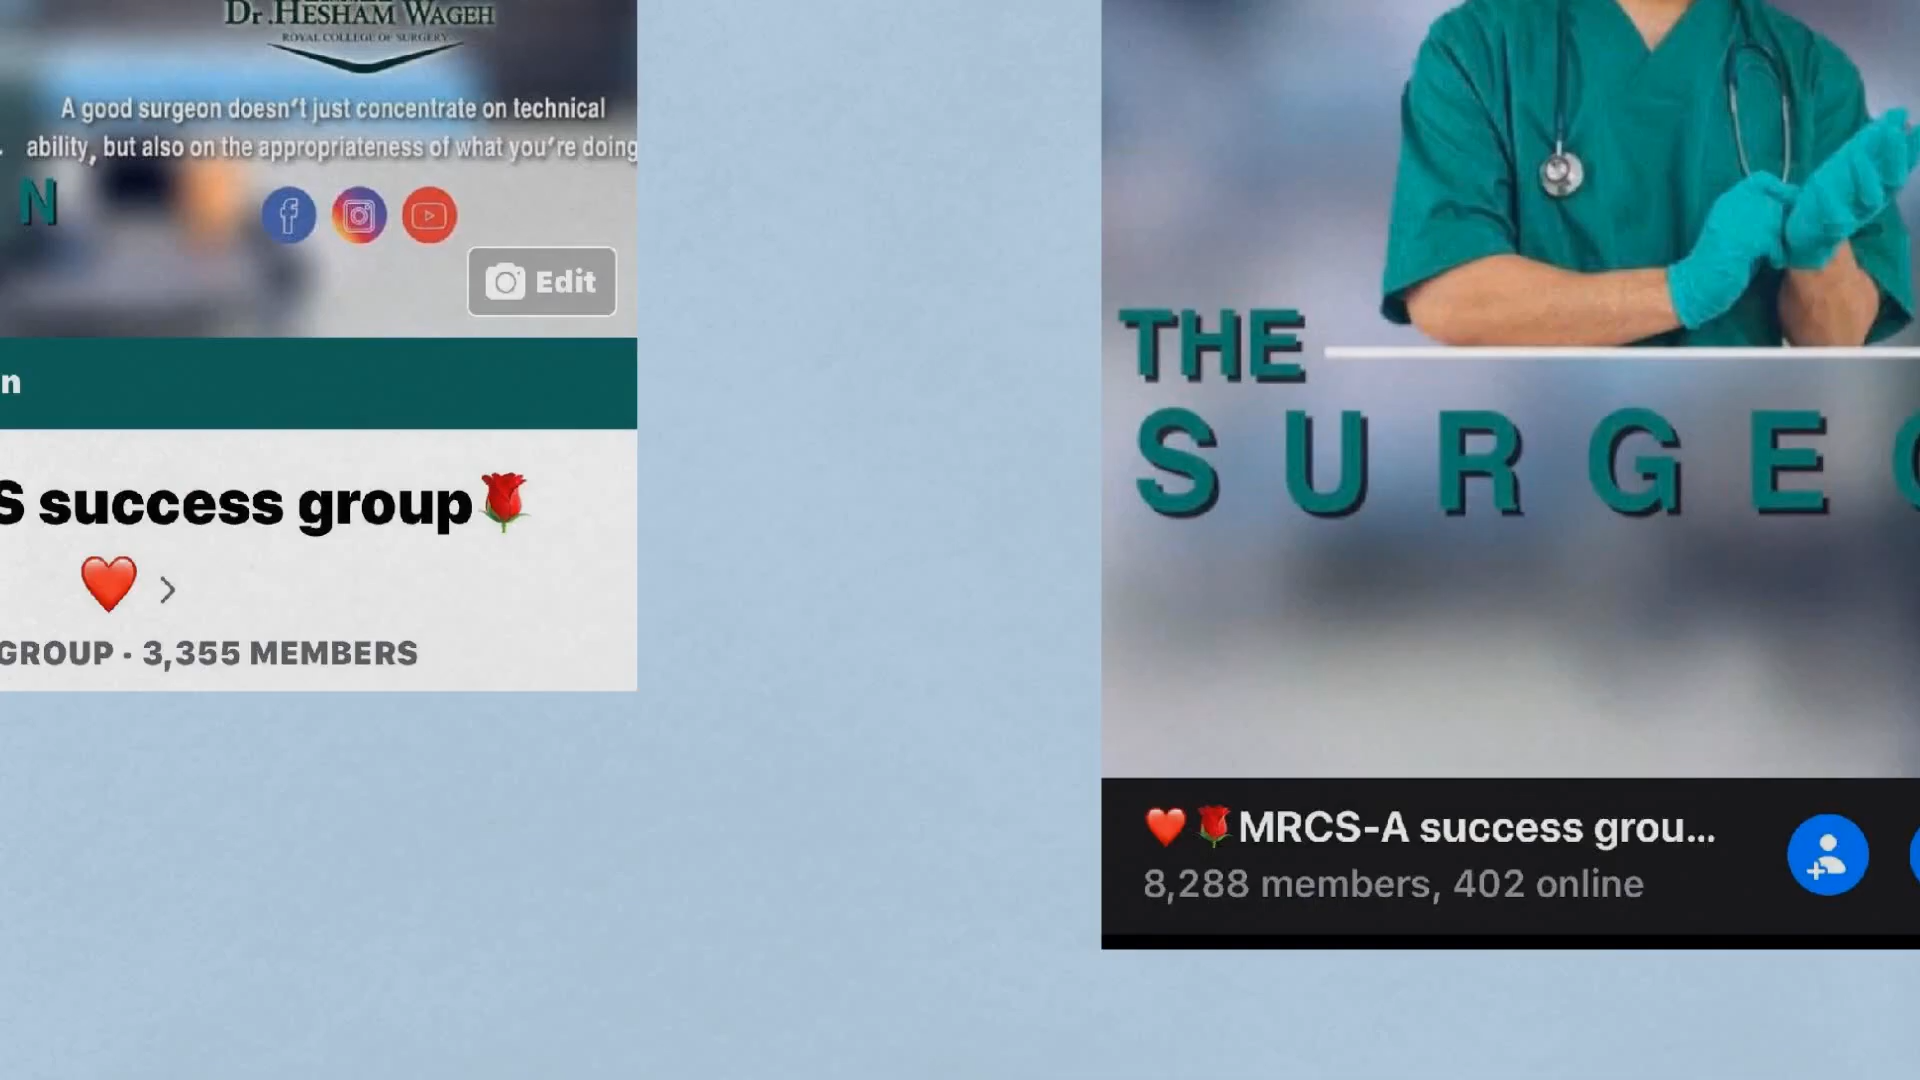 Dr.HESHAM WAGEH
ROYAL COLLEGE OF SURGERY
A good surgeon doesn't just concentrate on technical
ability, but also on the appropriateness of what you're doing
N
Edit
n
S success group🌹
❤️ >
GROUP · 3,355 MEMBERS
THE
SURGEO
❤️🌹MRCS-A success grou...
8,288 members, 402 online